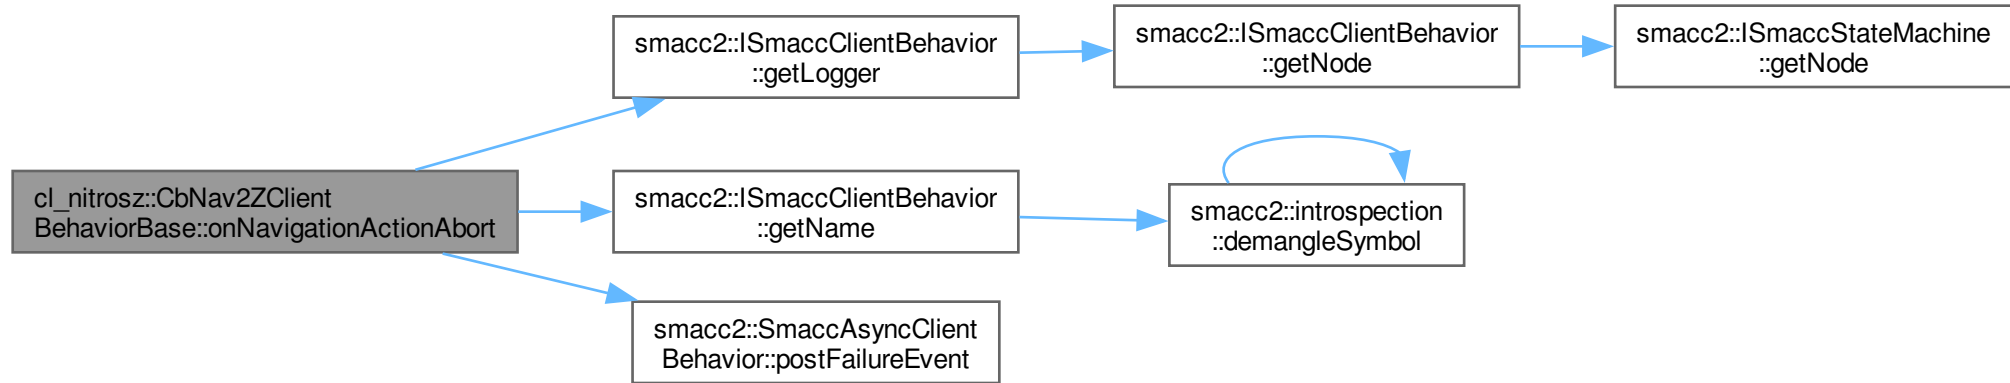 cl_nitrosz::CbNav2ZClient
BehaviorBase::onNavigationActionAbort
smacc2::ISmaccClientBehavior
::getLogger
smacc2::ISmaccClientBehavior
::getNode
smacc2::ISmaccStateMachine
::getNode
smacc2::ISmaccClientBehavior
::getName
smacc2::introspection
::demangleSymbol
smacc2::SmaccAsyncClient
Behavior::postFailureEvent